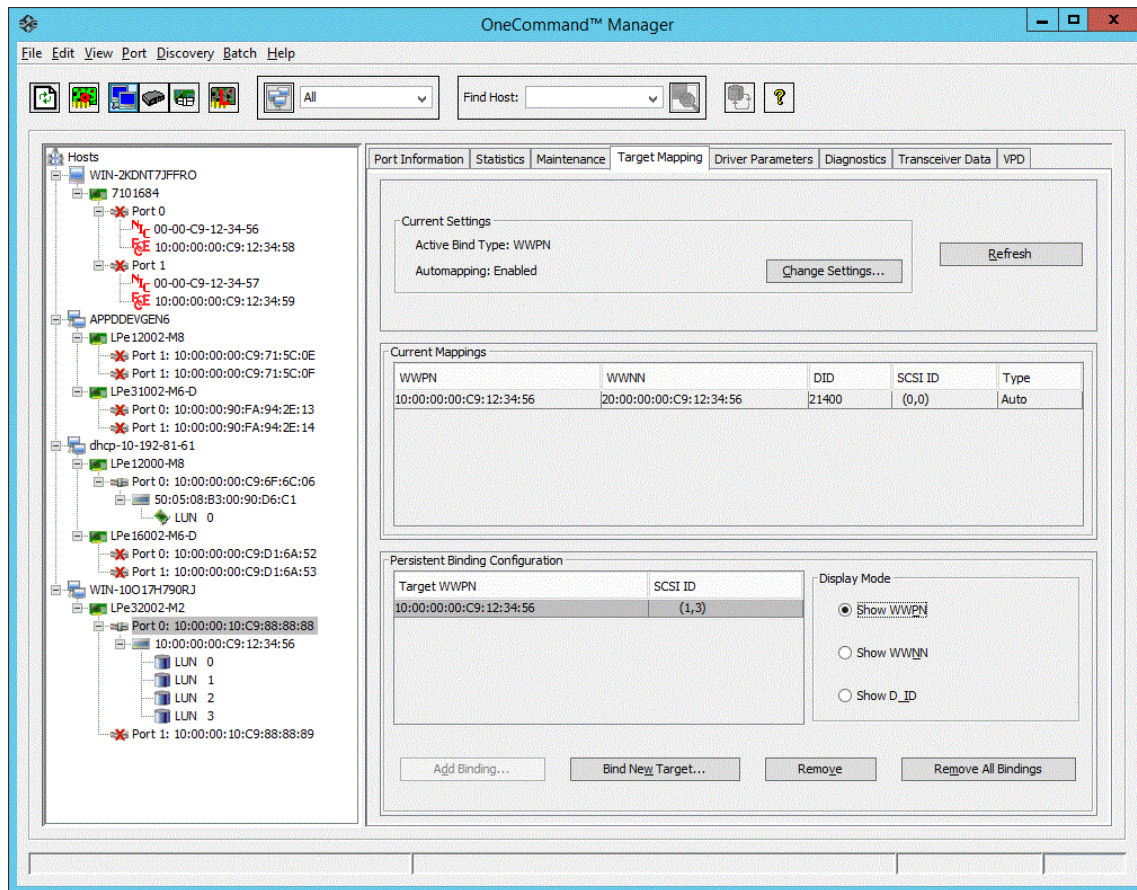 OneCommand™ Manager
File Edit View Port Discovery Batch Help
All
Find Host:
Hosts
WIN-2KDNT7JFFRO
7101684
Port 0
NIC 00-00-C9-12-34-56
FCoE 10:00:00:00:C9:12:34:58
Port 1
NIC 00-00-C9-12-34-57
FCoE 10:00:00:00:C9:12:34:59
APPDDEVGEN6
LPe12002-M8
Port 1: 10:00:00:00:C9:71:5C:0E
Port 1: 10:00:00:00:C9:71:5C:0F
LPe31002-M6-D
Port 0: 10:00:00:90:FA:94:2E:13
Port 1: 10:00:00:90:FA:94:2E:14
dhcp-10-192-81-61
LPe12000-M8
Port 0: 10:00:00:00:C9:6F:6C:06
50:05:08:B3:00:90:D6:C1
LUN 0
LPe16002-M6-D
Port 0: 10:00:00:00:C9:D1:6A:52
Port 1: 10:00:00:00:C9:D1:6A:53
WIN-10O17H790RJ
LPe32002-M2
Port 0: 10:00:00:10:C9:88:88:88
10:00:00:00:C9:12:34:56
LUN 0
LUN 1
LUN 2
LUN 3
Port 1: 10:00:00:10:C9:88:88:89
Port Information Statistics Maintenance Target Mapping Driver Parameters Diagnostics Transceiver Data VPD
Current Settings
Active Bind Type: WWPN
Automapping: Enabled
Change Settings...
Refresh
Current Mappings
WWPN WWNN DID SCSI ID Type
10:00:00:00:C9:12:34:56 20:00:00:00:C9:12:34:56 21400 (0,0) Auto
Persistent Binding Configuration
Target WWPN SCSI ID
10:00:00:00:C9:12:34:56 (1,3)
Display Mode
Show WWPN
Show WWNN
Show D_ID
Add Binding... Bind New Target... Remove Remove All Bindings